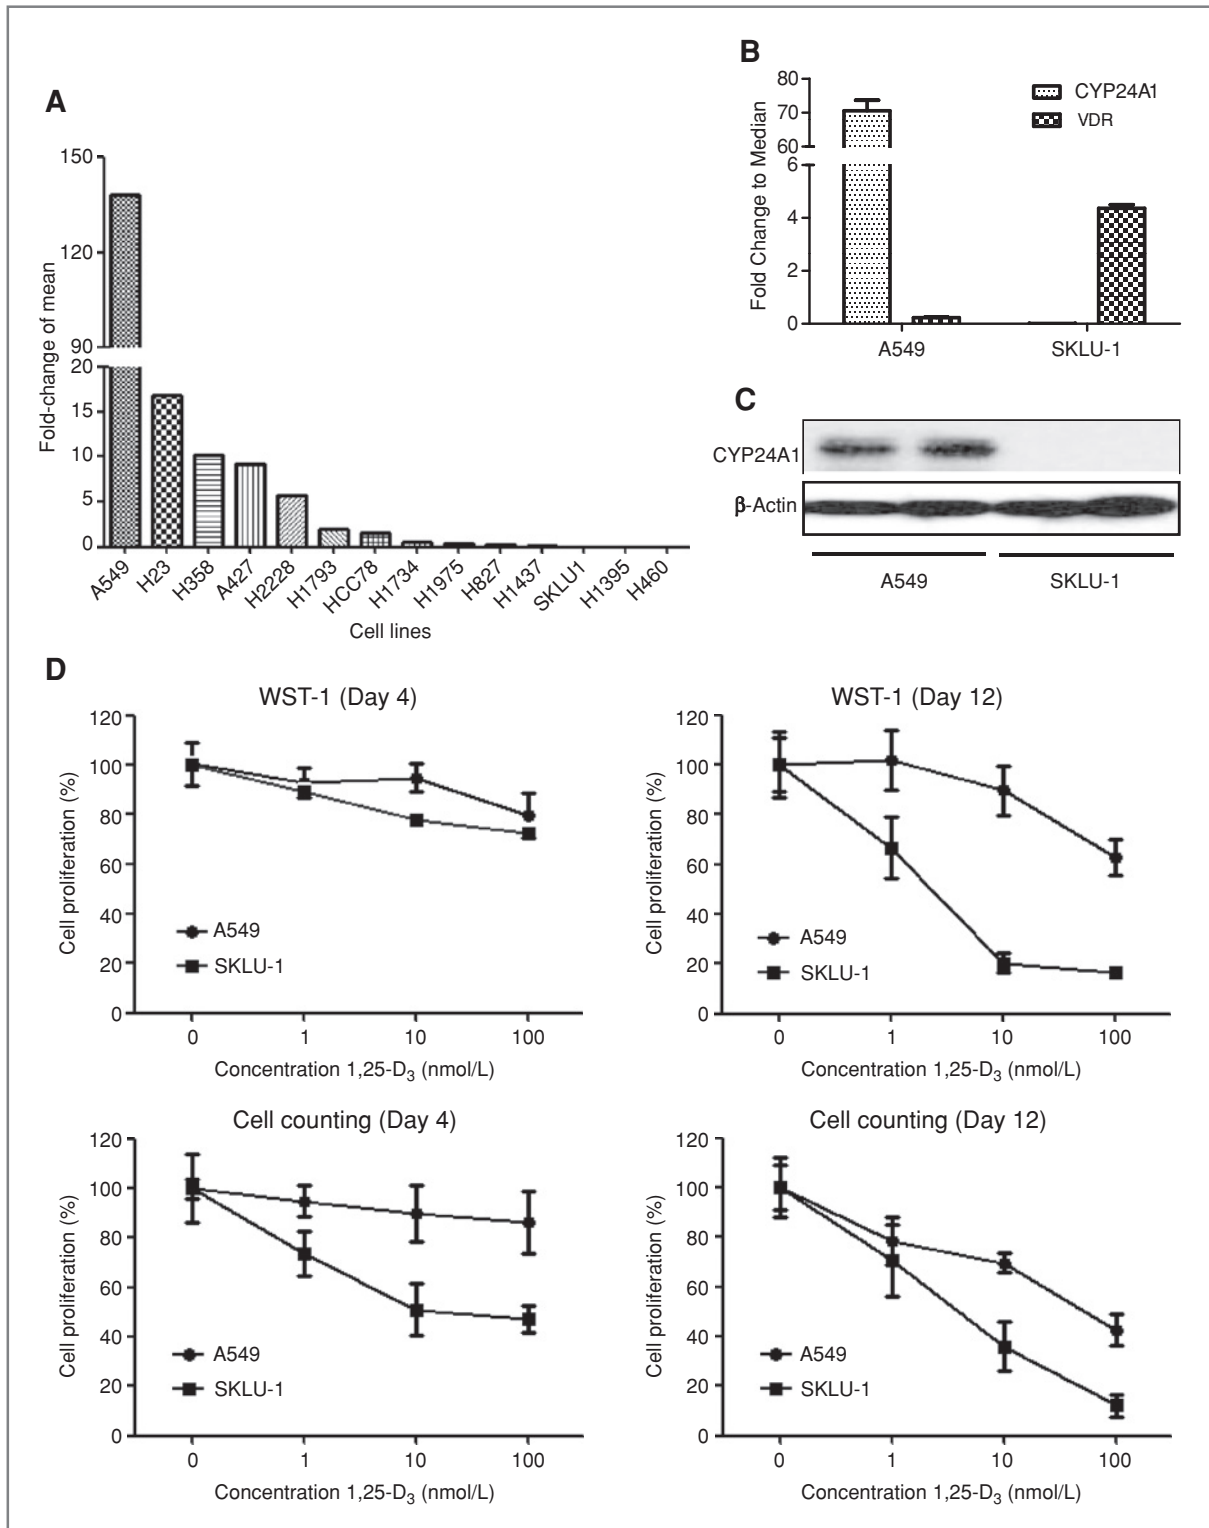 A
150
120
90
20
15
10
5
0
Fold-change of mean
A549
H23
H358
A427
H2228
H1793
HCC78
H1734
H1975
H827
H1437
SKLU1
H1395
H460
Cell lines
B
80
70
60
6
4
2
0
Fold Change to Median
CYP24A1
VDR
A549 SKLU-1
C
CYP24A1
β-Actin
A549 SKLU-1
D
WST-1 (Day 4)
120
100
80
60
40
20
0
Cell proliferation (%)
A549
SKLU-1
0 1 10 100
Concentration 1,25-D3 (nmol/L)
WST-1 (Day 12)
120
100
80
60
40
20
0
Cell proliferation (%)
A549
SKLU-1
0 1 10 100
Concentration 1,25-D3 (nmol/L)
Cell counting (Day 4)
120
100
80
60
40
20
0
Cell proliferation (%)
A549
SKLU-1
0 1 10 100
Concentration 1,25-D3 (nmol/L)
Cell counting (Day 12)
120
100
80
60
40
20
0
Cell proliferation (%)
A549
SKLU-1
0 1 10 100
Concentration 1,25-D3 (nmol/L)